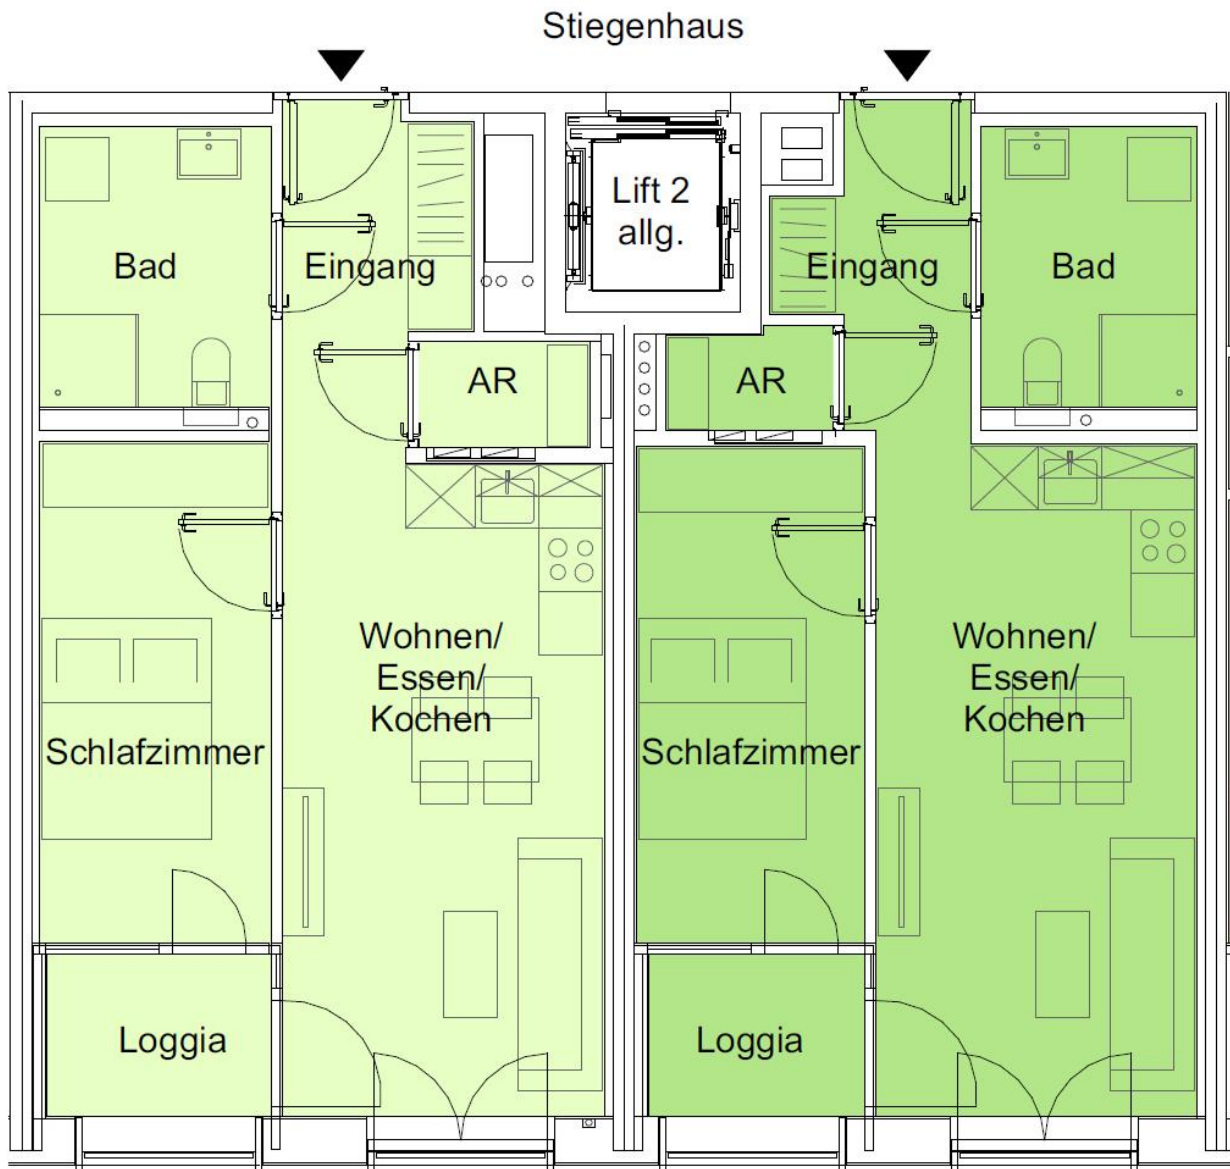 Stiegenhaus
Lift 2
allg.
Bad
Eingang
Eingang
Bad
AR
AR
Wohnen/
Essen/
Kochen
Schlafzimmer
Wohnen/
Essen/
Kochen
Schlafzimmer
Loggia
Loggia